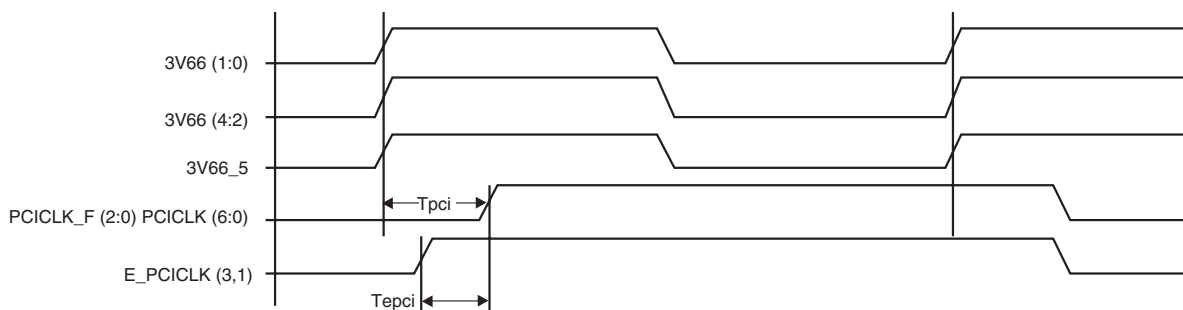 3V66 (1:0)
3V66 (4:2)
3V66_5
Tpci
PCICLK_F (2:0) PCICLK (6:0)
E_PCICLK (3,1)
Tepci